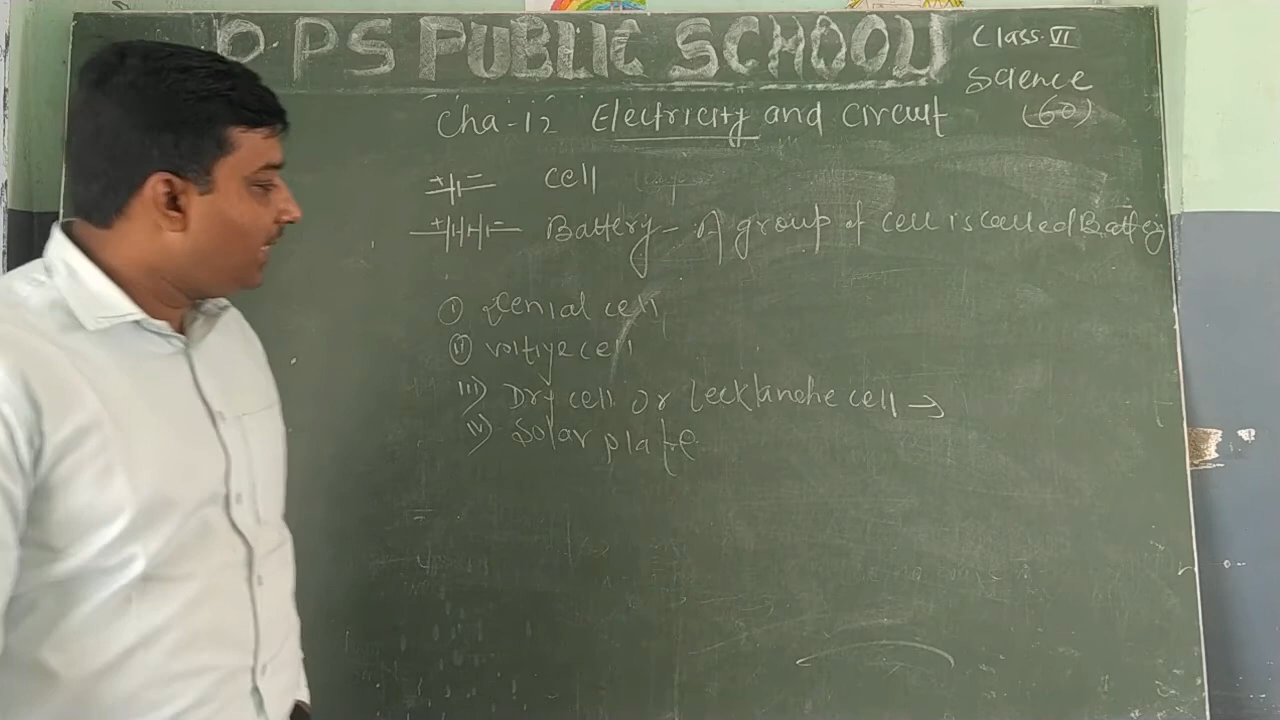 D.PS PUBLIC SCHOOL
Class. VI
Science
(60)
Cha-12 Electricity and circuit
+ - cell
+ - Battery - A group of cell is called Battery
(i) Denial cell
(ii) voltiye cell
iii) Dry cell or lecklanche cell →
iv) Solar plate